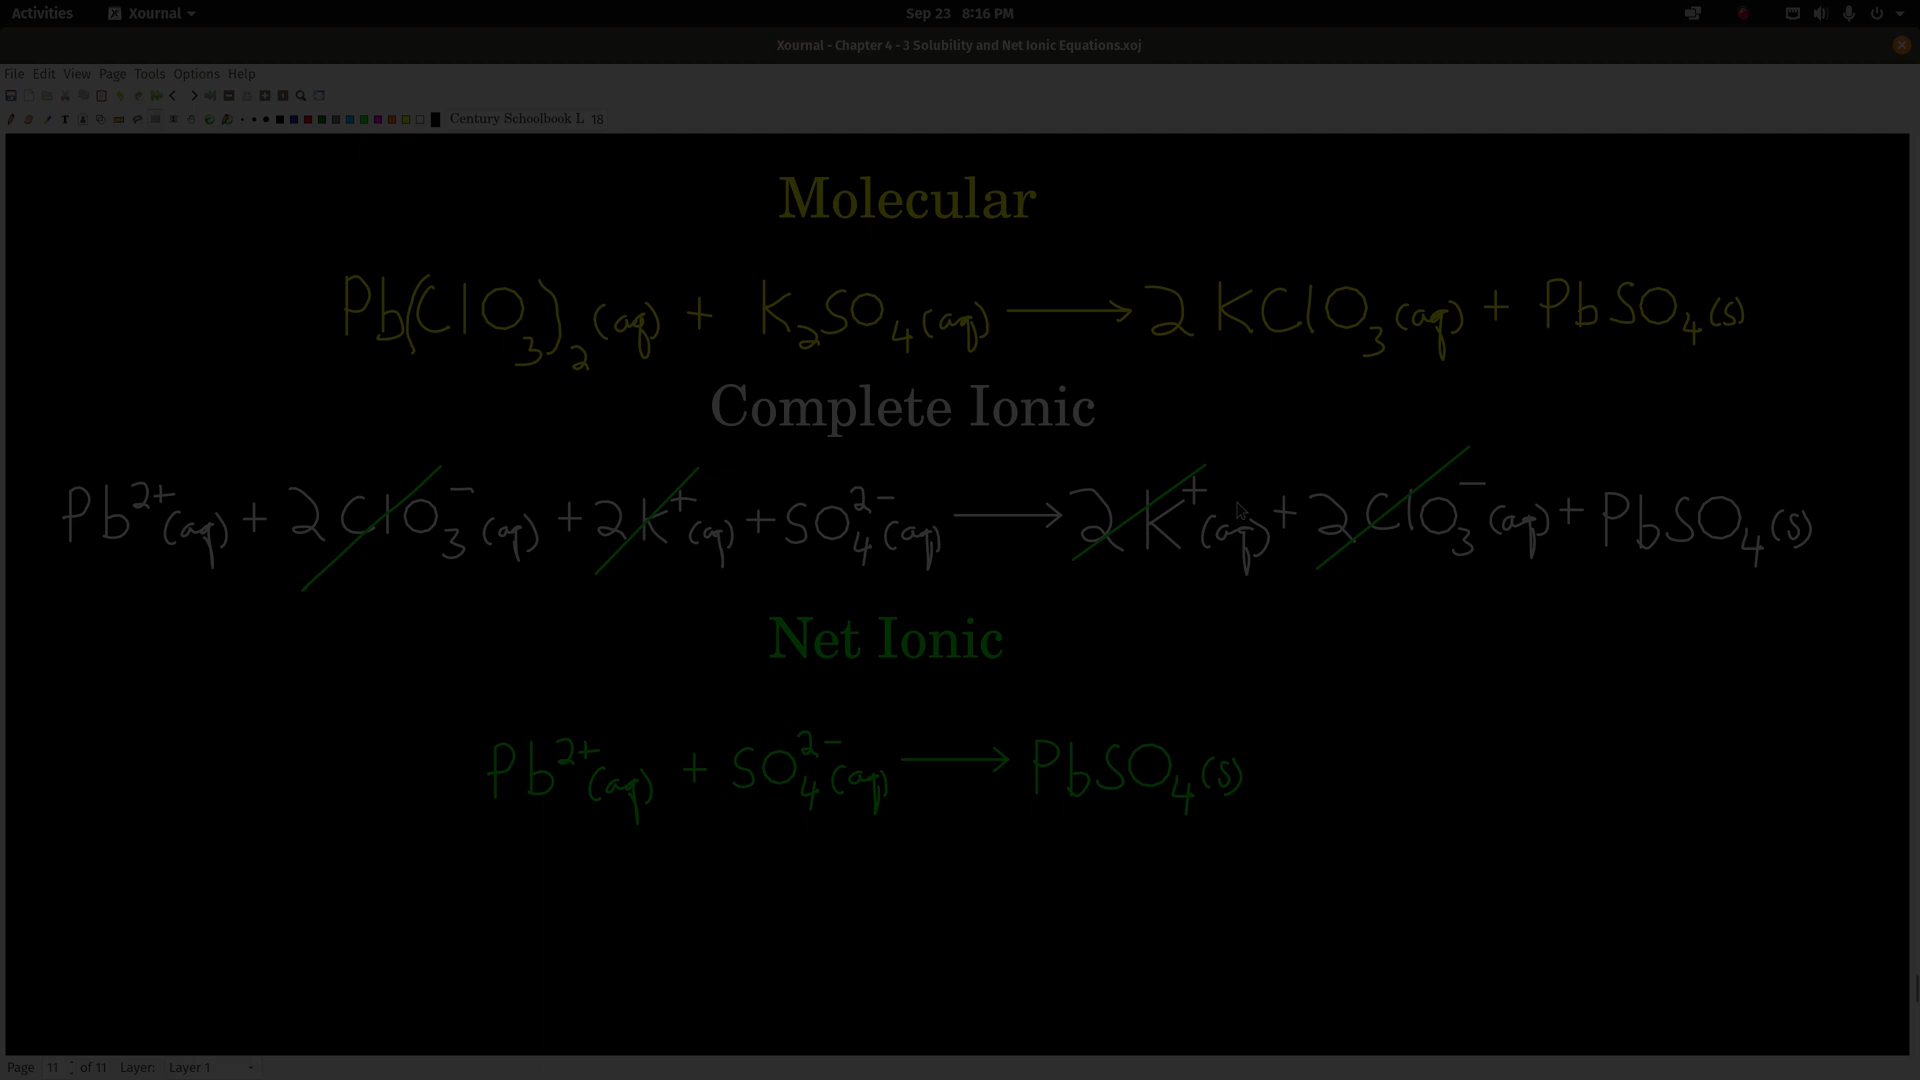 Activities Xournal Sep 23 8:16 PM
Xournal - Chapter 4 - 3 Solubility and Net Ionic Equations.xoj
File Edit View Page Tools Options Help
Century Schoolbook L 18
Molecular
Pb(ClO₃)₂(aq) + K₂SO₄(aq) → 2 KClO₃(aq) + PbSO₄(s)
Complete Ionic
Pb²⁺(aq) + 2ClO₃⁻(aq) + 2K⁺(aq) + SO₄²⁻(aq) → 2K⁺(aq) + 2ClO₃⁻(aq) + PbSO₄(s)
Net Ionic
Pb²⁺(aq) + SO₄²⁻(aq) → PbSO₄(s)
Page 11 of 11 Layer: Layer 1